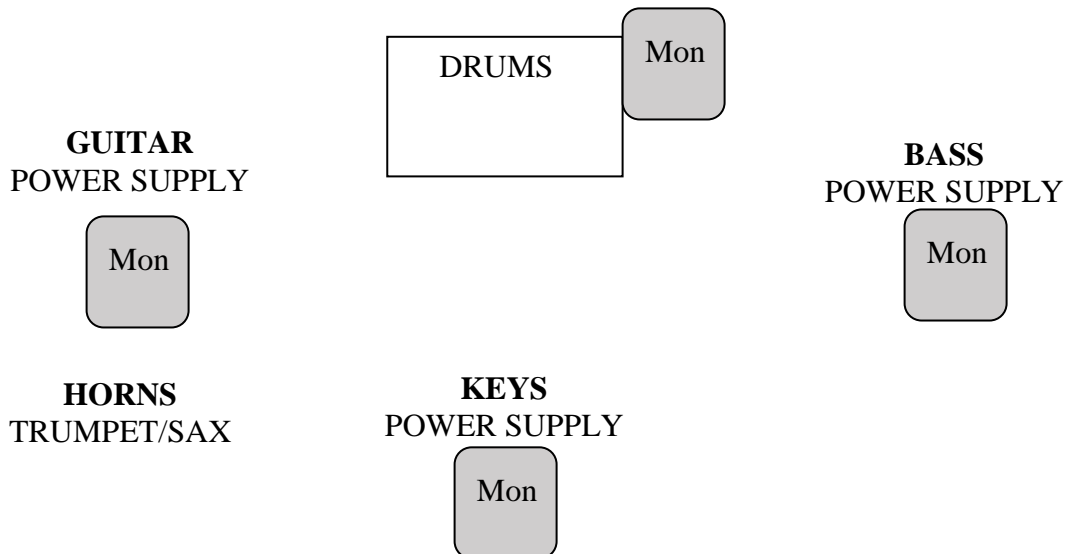 DRUMS
Mon
GUITAR
POWER SUPPLY
Mon
BASS
POWER SUPPLY
Mon
HORNS
TRUMPET/SAX
KEYS
POWER SUPPLY
Mon